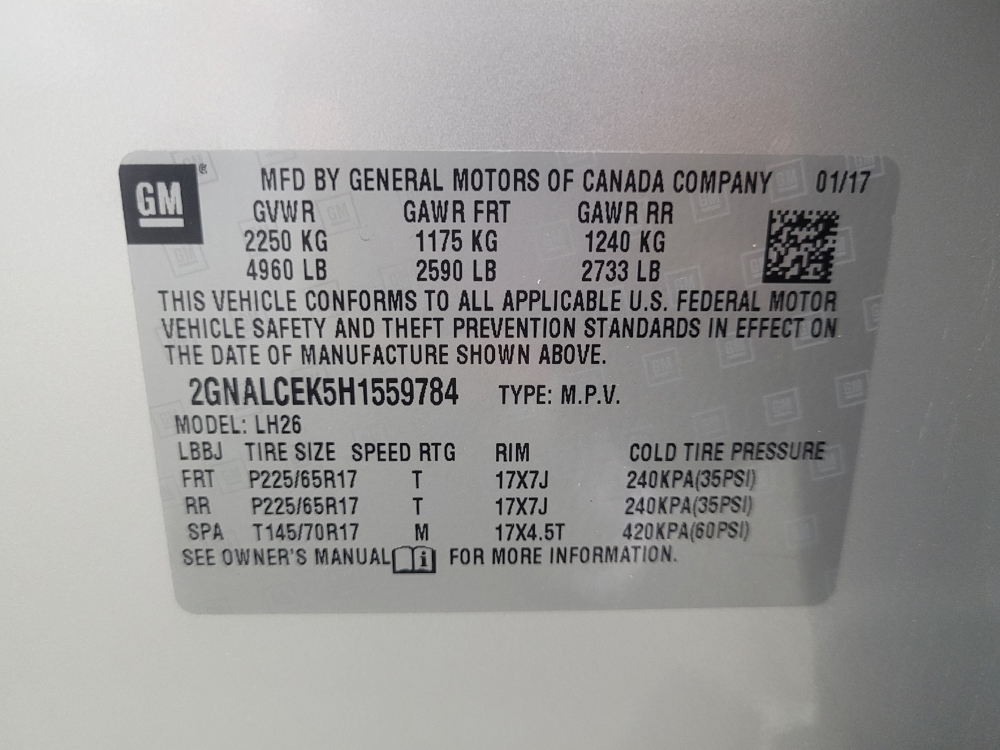 GM
MFD BY GENERAL MOTORS OF CANADA COMPANY 01/17
GVWR GAWR FRT GAWR RR
2250 KG 1175 KG 1240 KG
4960 LB 2590 LB 2733 LB
THIS VEHICLE CONFORMS TO ALL APPLICABLE U.S. FEDERAL MOTOR
VEHICLE SAFETY AND THEFT PREVENTION STANDARDS IN EFFECT ON
THE DATE OF MANUFACTURE SHOWN ABOVE.
2GNALCEK5H1559784 TYPE: M.P.V.
MODEL: LH26
LBBJ TIRE SIZE SPEED RTG RIM COLD TIRE PRESSURE
FRT P225/65R17 T 17X7J 240KPA(35PSI)
RR P225/65R17 T 17X7J 240KPA(35PSI)
SPA T145/70R17 M 17X4.5T 420KPA(60PSI)
SEE OWNER'S MANUAL i FOR MORE INFORMATION.